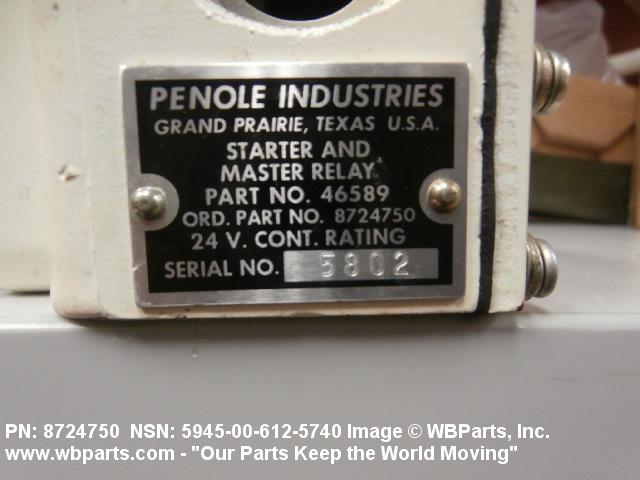 PENOLE INDUSTRIES
GRAND PRAIRIE, TEXAS U.S.A.
STARTER AND
MASTER RELAY
PART NO. 46589
ORD. PART NO. 8724750
24 V. CONT. RATING
SERIAL NO. 5802
PN: 8724750 NSN: 5945-00-612-5740 Image © WBParts, Inc.
www.wbparts.com - "Our Parts Keep the World Moving"